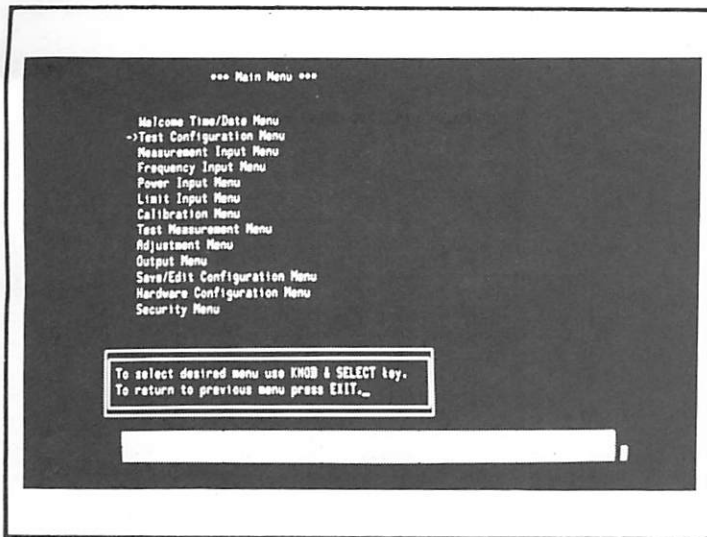 *** Main Menu ***
Welcome Time/Date Menu
->Test Configuration Menu
Measurement Input Menu
Frequency Input Menu
Power Input Menu
Limit Input Menu
Calibration Menu
Test Measurement Menu
Adjustment Menu
Output Menu
Save/Edit Configuration Menu
Hardware Configuration Menu
Security Menu
To select desired menu use KNOB & SELECT key.
To return to previous menu press EXIT._